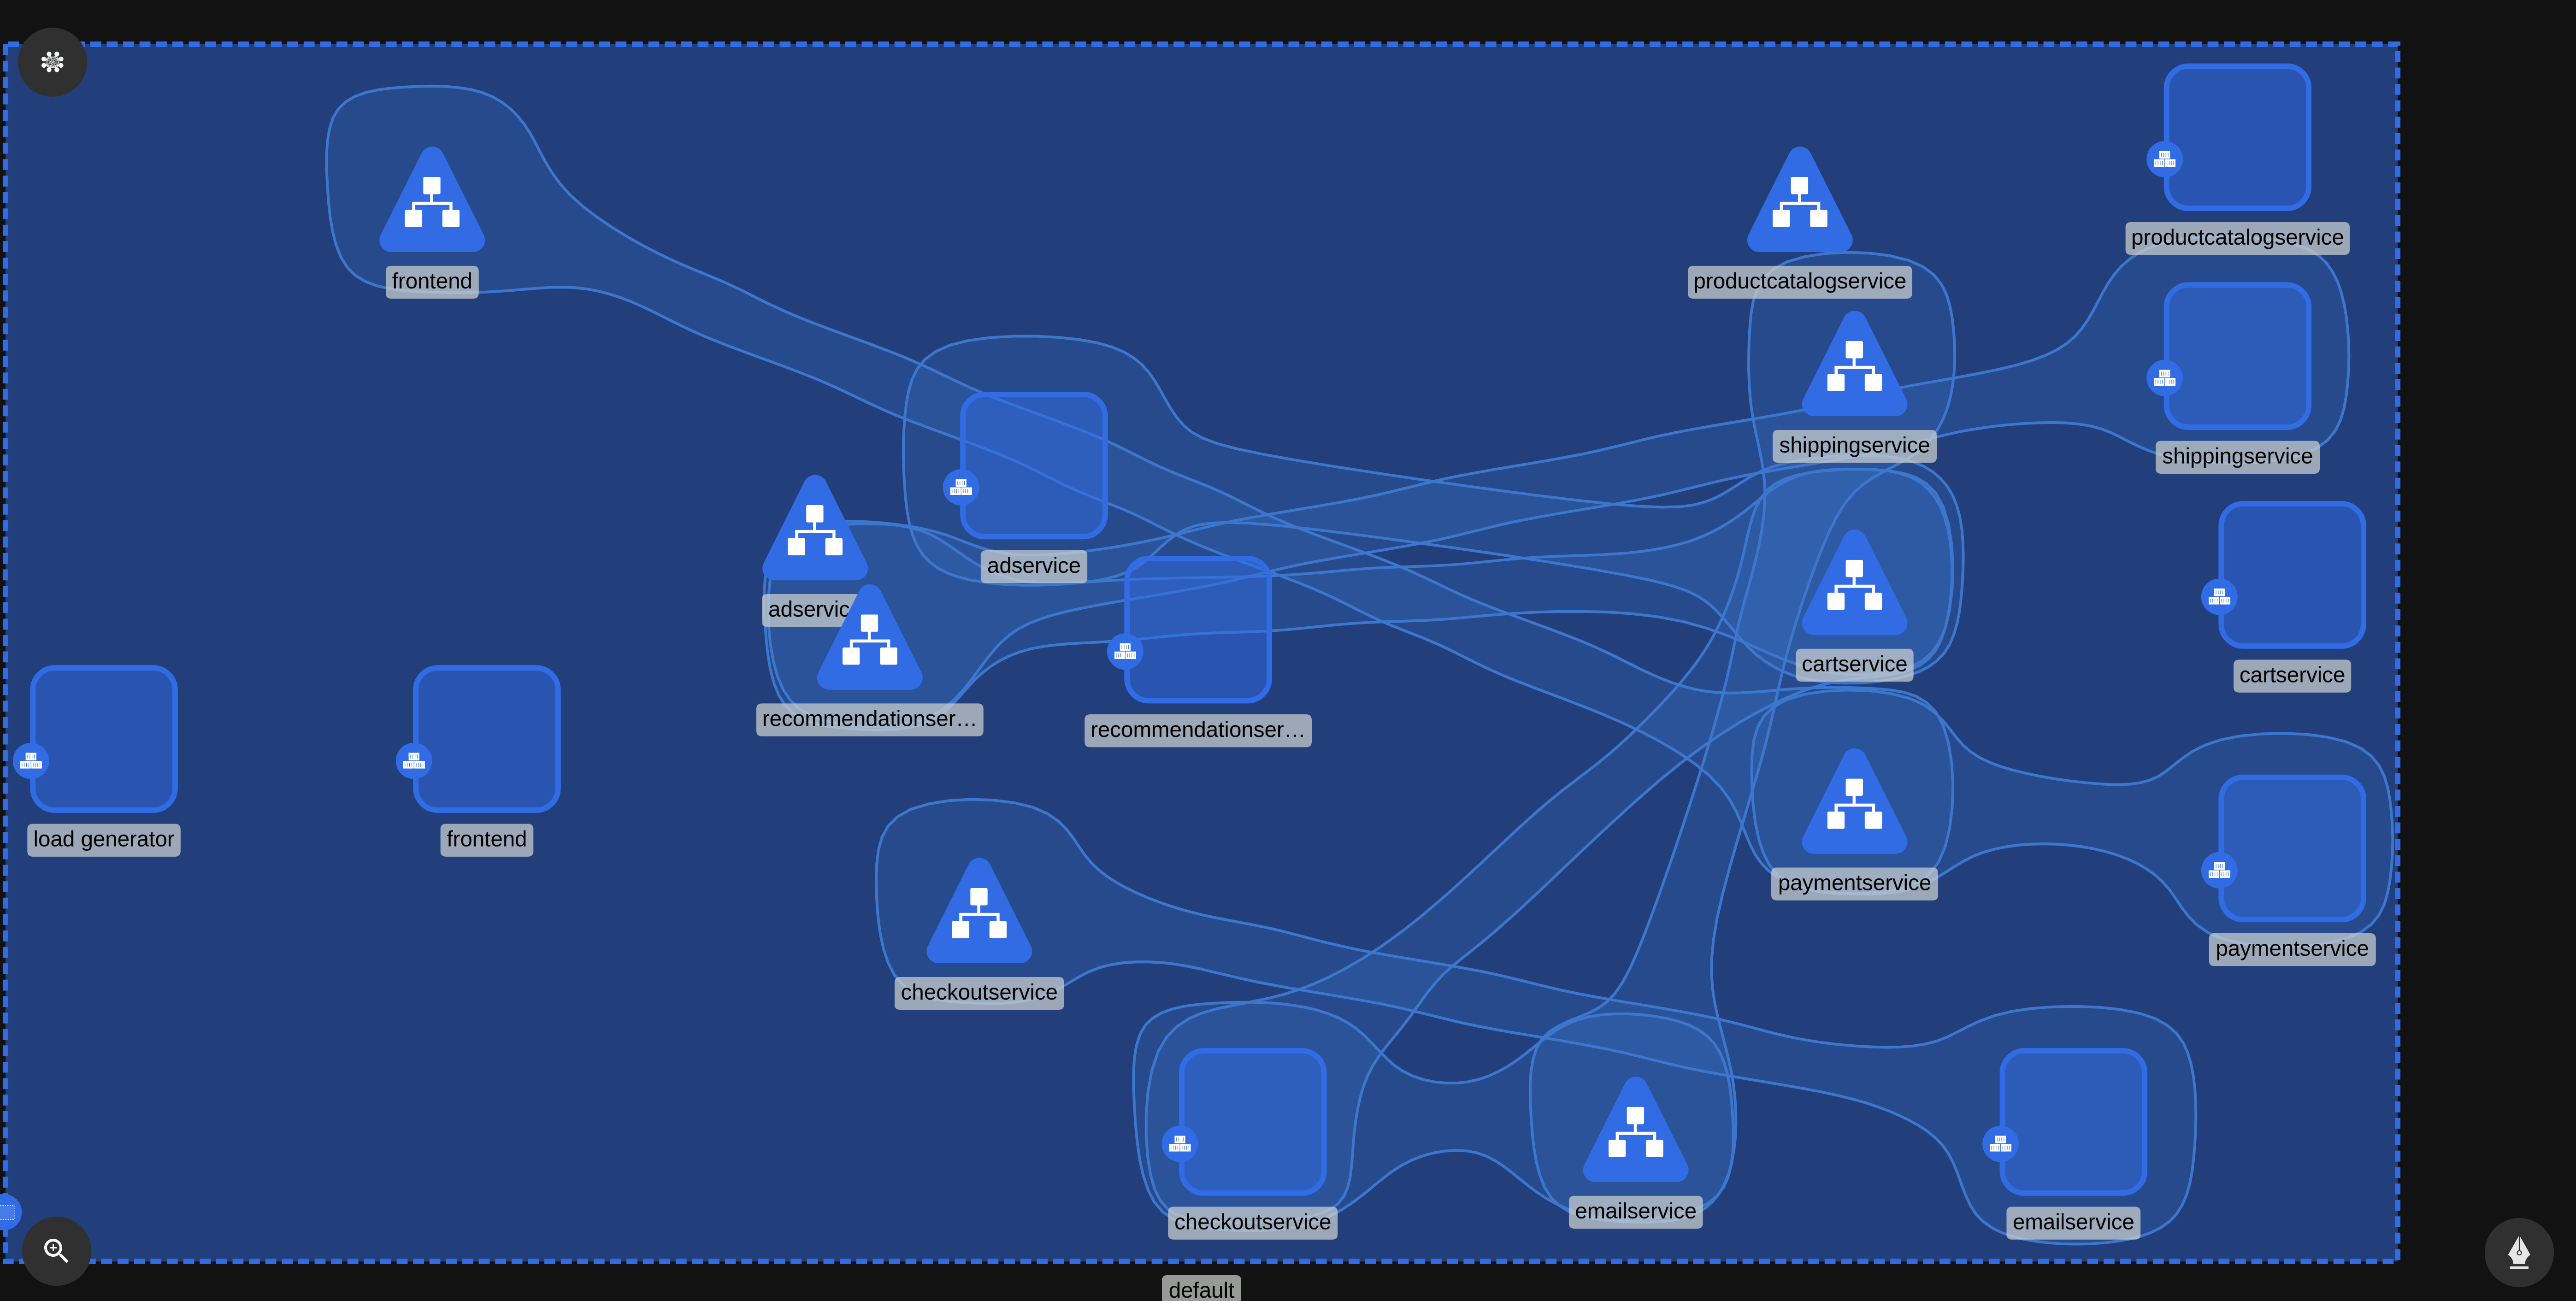 productcatalogservice
frontend
productcatalogservice
shippingservice
shippingservice
adservice
adservic
cartservice
cartservice
recommendationser…
recommendationser…
load generator
frontend
paymentservice
paymentservice
checkoutservice
checkoutservice
emailservice
emailservice
default